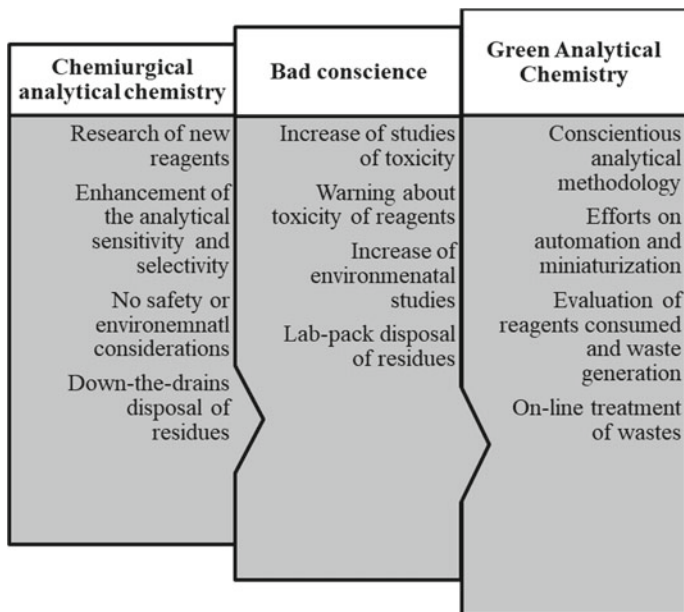 Chemiurgical
analytical chemistry
Research of new
reagents
Enhancement of
the analytical
sensitivity and
selectivity
No safety or
environemnatl
considerations
Down-the-drains
disposal of
residues
Bad conscience
Increase of studies
of toxicity
Warning about
toxicity of reagents
Increase of
environmenatal
studies
Lab-pack disposal
of residues
Green Analytical
Chemistry
Conscientious
analytical
methodology
Efforts on
automation and
miniaturization
Evaluation of
reagents consumed
and waste
generation
On-line treatment
of wastes